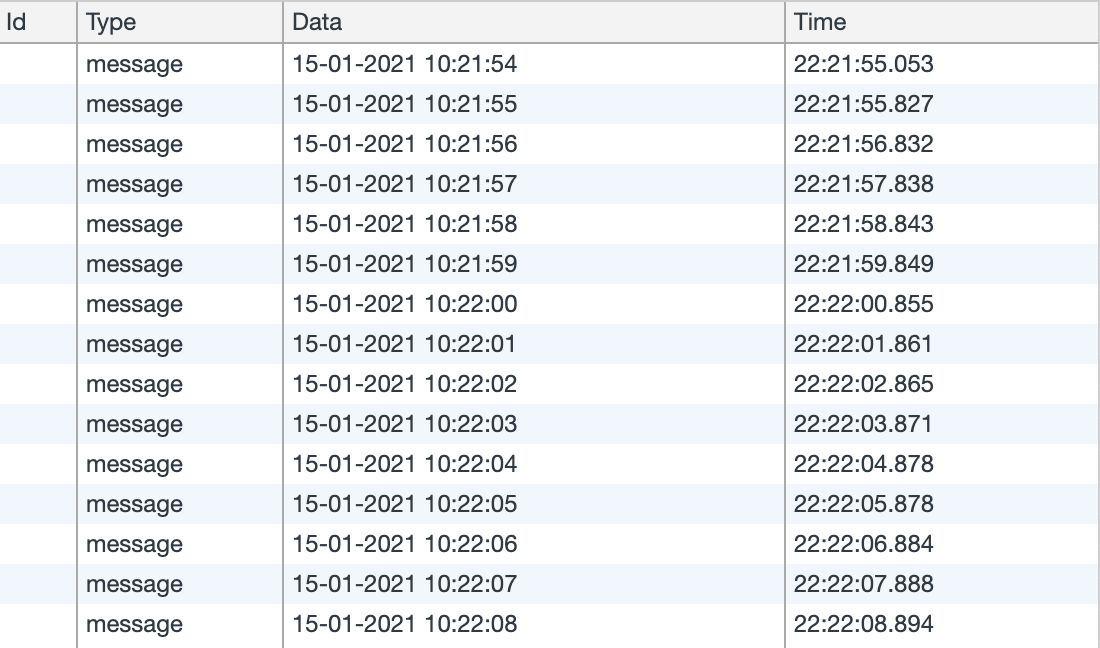 Id Type Data Time
message 15-01-2021 10:21:54 22:21:55.053
message 15-01-2021 10:21:55 22:21:55.827
message 15-01-2021 10:21:56 22:21:56.832
message 15-01-2021 10:21:57 22:21:57.838
message 15-01-2021 10:21:58 22:21:58.843
message 15-01-2021 10:21:59 22:21:59.849
message 15-01-2021 10:22:00 22:22:00.855
message 15-01-2021 10:22:01 22:22:01.861
message 15-01-2021 10:22:02 22:22:02.865
message 15-01-2021 10:22:03 22:22:03.871
message 15-01-2021 10:22:04 22:22:04.878
message 15-01-2021 10:22:05 22:22:05.878
message 15-01-2021 10:22:06 22:22:06.884
message 15-01-2021 10:22:07 22:22:07.888
message 15-01-2021 10:22:08 22:22:08.894